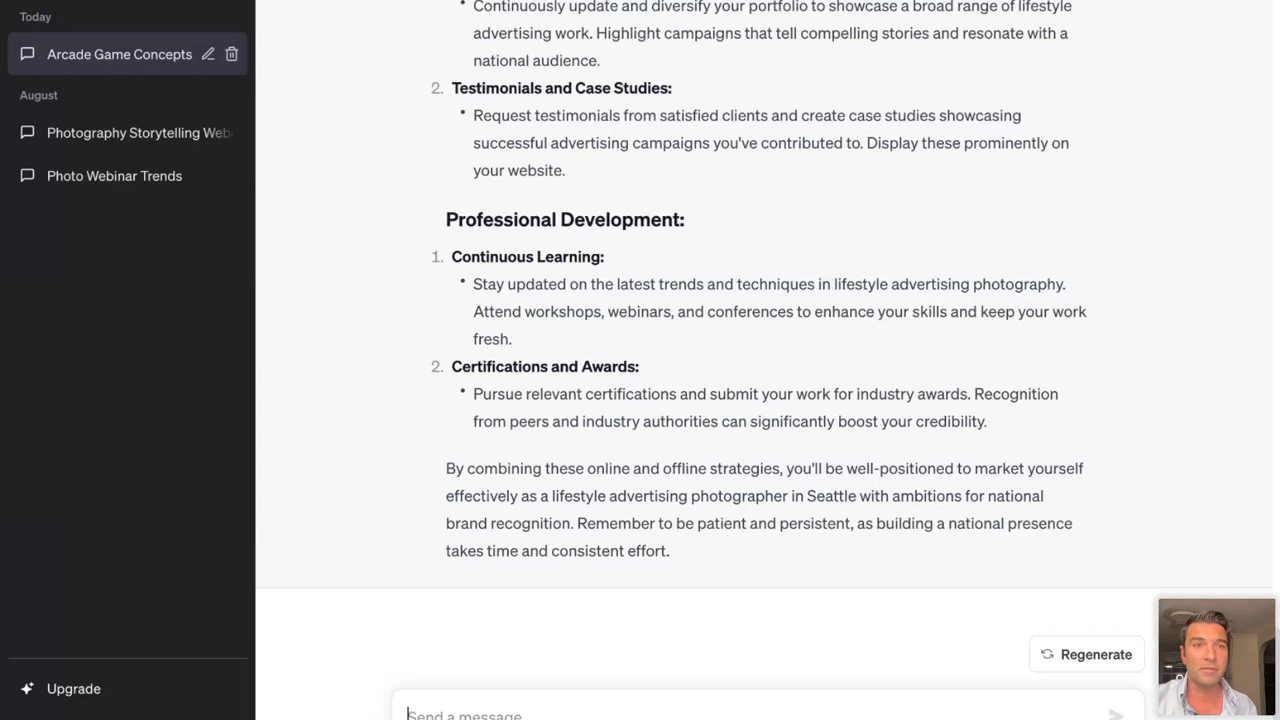 Today
Arcade Game Concepts
August
Photography Storytelling Web
Photo Webinar Trends
Upgrade
Continuously update and diversify your portfolio to showcase a broad range of lifestyle
advertising work. Highlight campaigns that tell compelling stories and resonate with a
national audience.
2. Testimonials and Case Studies:
• Request testimonials from satisfied clients and create case studies showcasing
successful advertising campaigns you've contributed to. Display these prominently on
your website.
Professional Development:
1. Continuous Learning:
• Stay updated on the latest trends and techniques in lifestyle advertising photography.
Attend workshops, webinars, and conferences to enhance your skills and keep your work
fresh.
2. Certifications and Awards:
• Pursue relevant certifications and submit your work for industry awards. Recognition
from peers and industry authorities can significantly boost your credibility.
By combining these online and offline strategies, you'll be well-positioned to market yourself
effectively as a lifestyle advertising photographer in Seattle with ambitions for national
brand recognition. Remember to be patient and persistent, as building a national presence
takes time and consistent effort.
Regenerate
Send a message